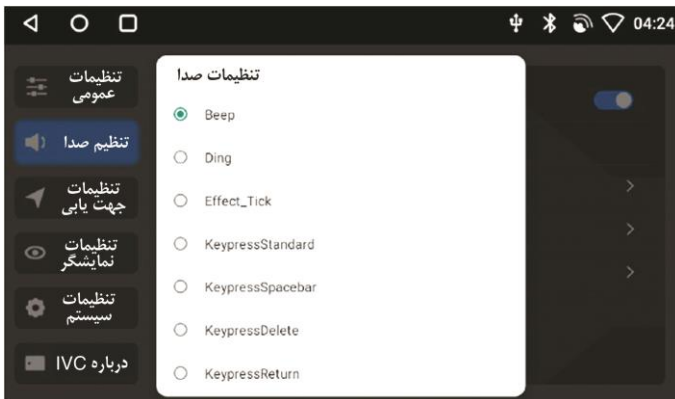 04:24
تنظیمات
عمومی
تنظیم صدا
تنظیمات
جهت یابی
تنظیمات
نمایشگر
تنظیمات
سیستم
درباره IVC
تنظیمات صدا
Beep
Ding
Effect_Tick
KeypressStandard
KeypressSpacebar
KeypressDelete
KeypressReturn